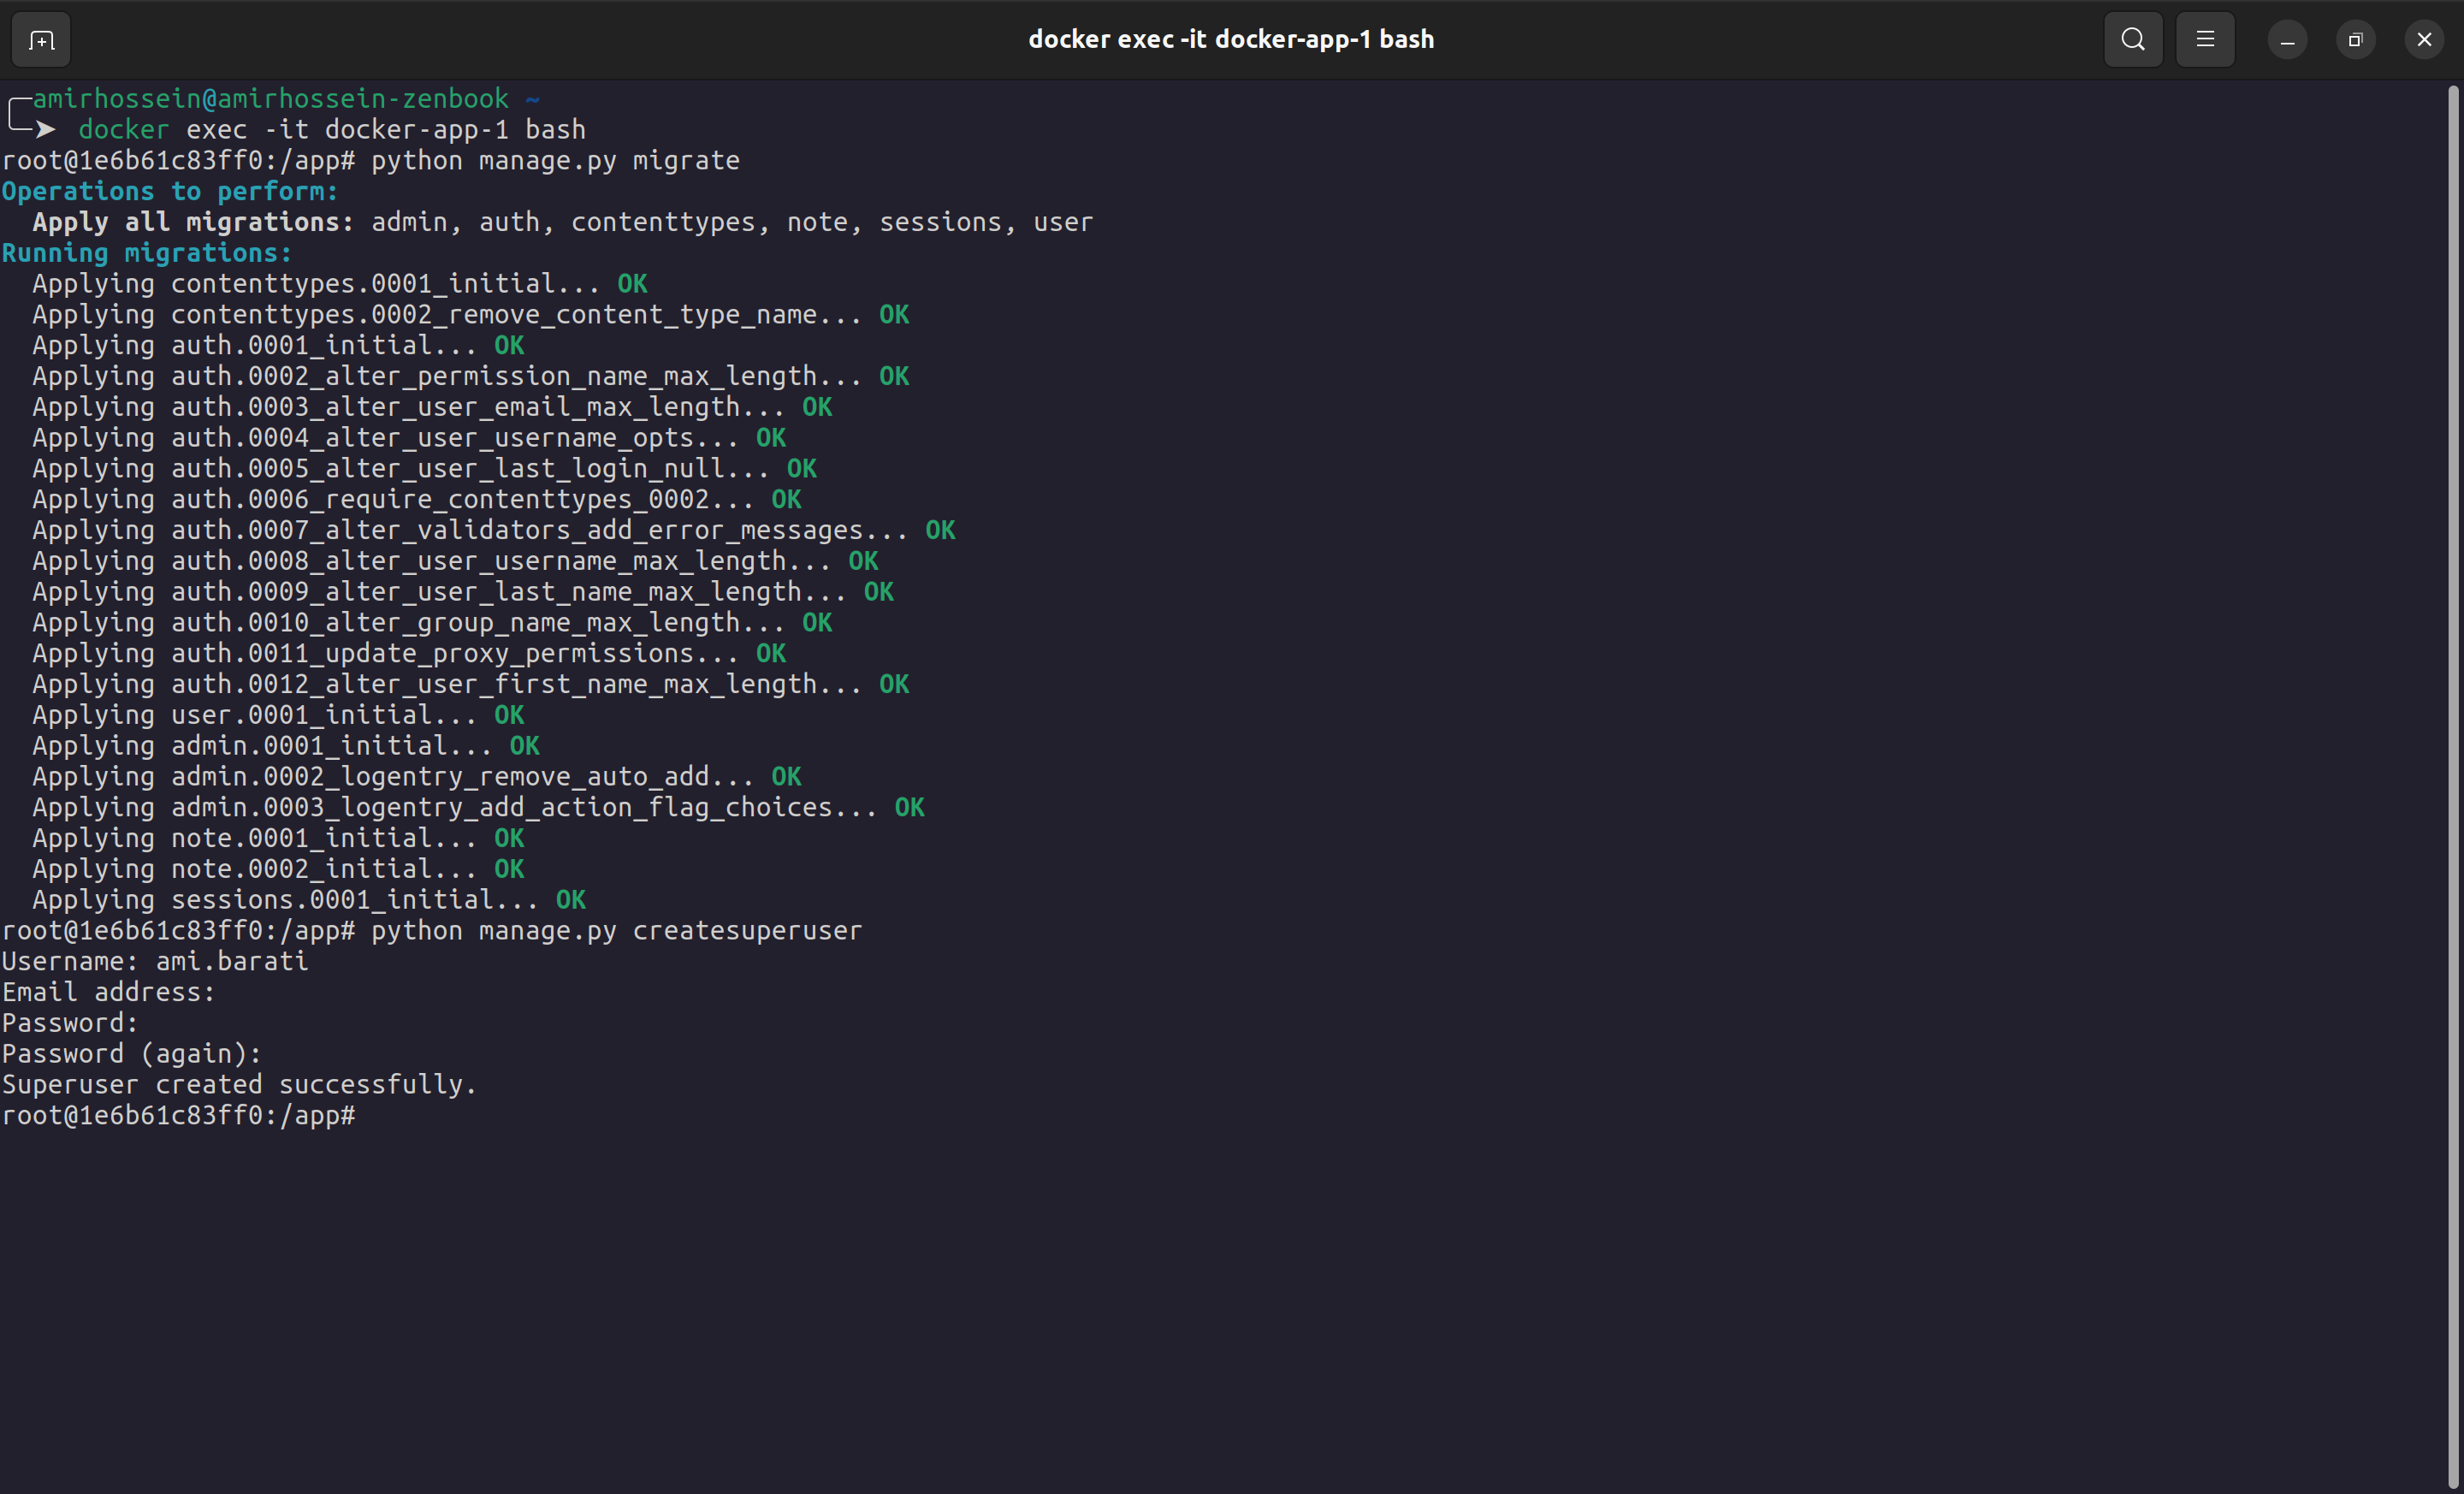 docker exec -it docker-app-1 bash
amirhossein@amirhossein-zenbook ~
➤ docker exec -it docker-app-1 bash
root@1e6b61c83ff0:/app# python manage.py migrate
Operations to perform:
  Apply all migrations: admin, auth, contenttypes, note, sessions, user
Running migrations:
  Applying contenttypes.0001_initial... OK
  Applying contenttypes.0002_remove_content_type_name... OK
  Applying auth.0001_initial... OK
  Applying auth.0002_alter_permission_name_max_length... OK
  Applying auth.0003_alter_user_email_max_length... OK
  Applying auth.0004_alter_user_username_opts... OK
  Applying auth.0005_alter_user_last_login_null... OK
  Applying auth.0006_require_contenttypes_0002... OK
  Applying auth.0007_alter_validators_add_error_messages... OK
  Applying auth.0008_alter_user_username_max_length... OK
  Applying auth.0009_alter_user_last_name_max_length... OK
  Applying auth.0010_alter_group_name_max_length... OK
  Applying auth.0011_update_proxy_permissions... OK
  Applying auth.0012_alter_user_first_name_max_length... OK
  Applying user.0001_initial... OK
  Applying admin.0001_initial... OK
  Applying admin.0002_logentry_remove_auto_add... OK
  Applying admin.0003_logentry_add_action_flag_choices... OK
  Applying note.0001_initial... OK
  Applying note.0002_initial... OK
  Applying sessions.0001_initial... OK
root@1e6b61c83ff0:/app# python manage.py createsuperuser
Username: ami.barati
Email address:
Password:
Password (again):
Superuser created successfully.
root@1e6b61c83ff0:/app#